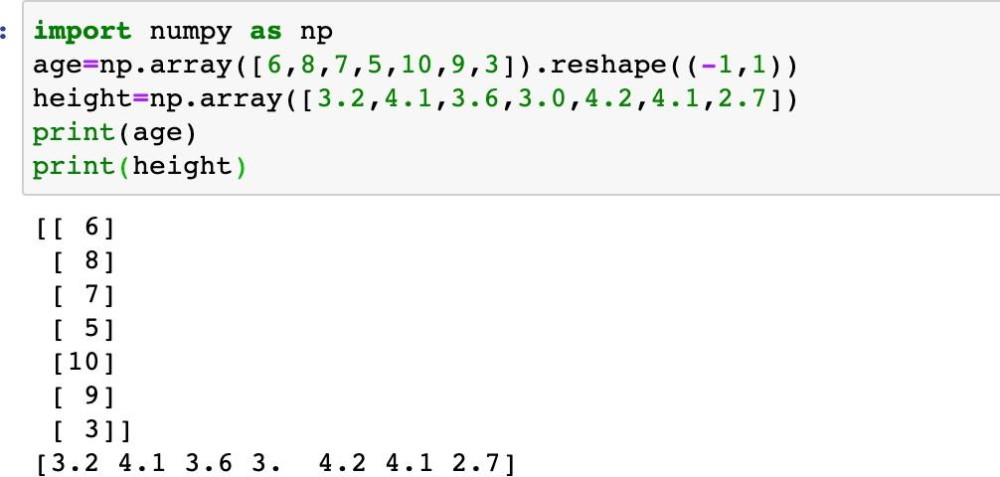 :
import numpy as np
age=np.array([6,8,7,5,10,9,3]).reshape((-1,1))
height=np.array([3.2,4.1,3.6,3.0,4.2,4.1,2.7])
print(age)
print(height)
[[ 6]
 [ 8]
 [ 7]
 [ 5]
 [10]
 [ 9]
 [ 3]]
[3.2 4.1 3.6 3.  4.2 4.1 2.7]